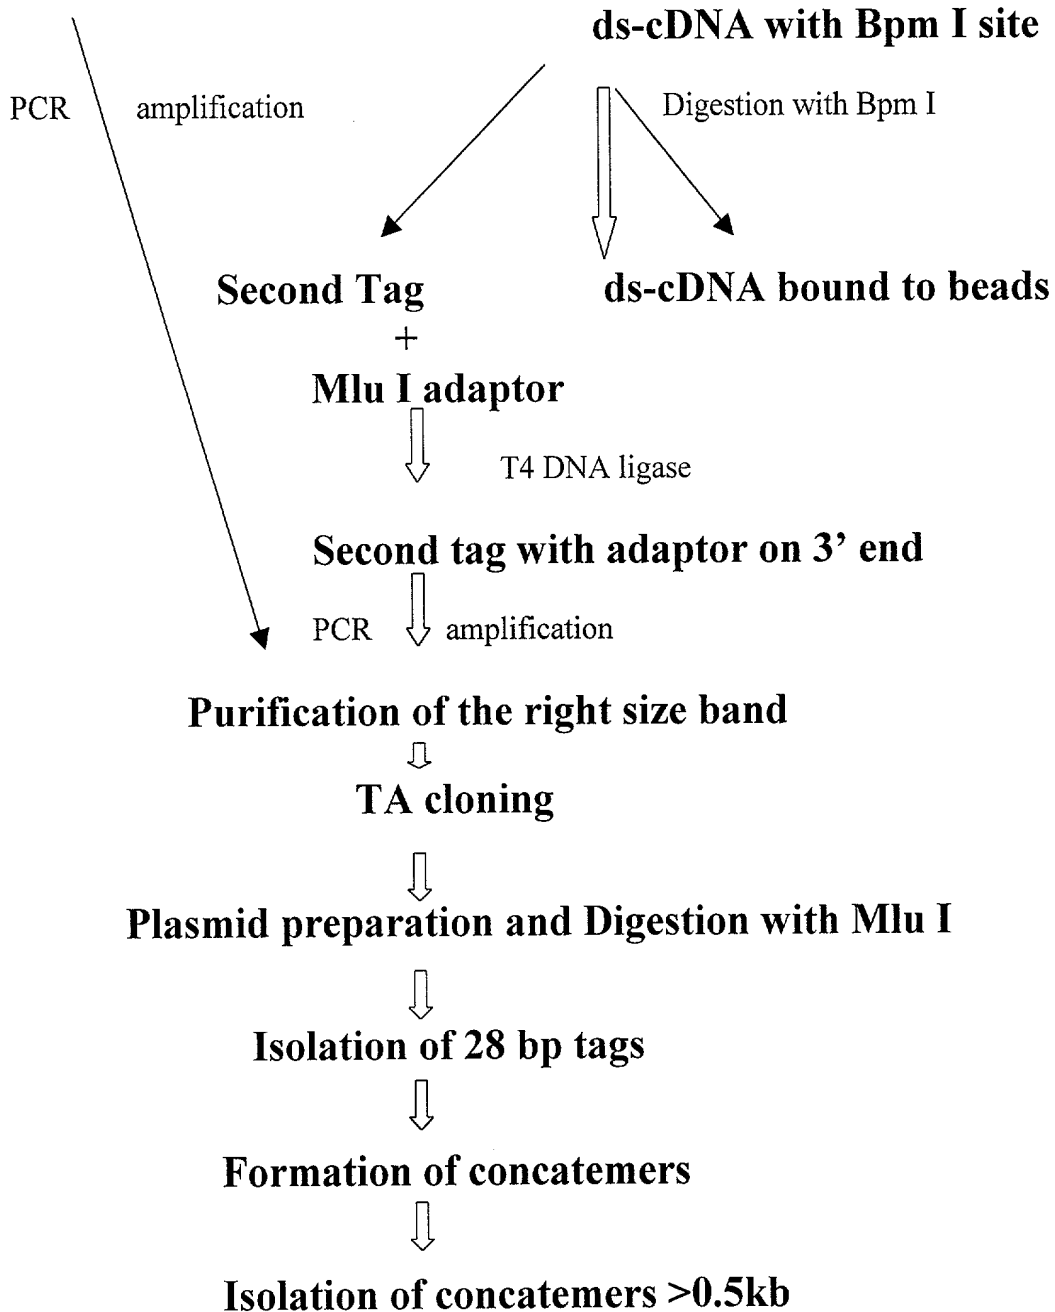 ds-cDNA with Bpm I site
PCR amplification
Digestion with Bpm I
Second Tag
ds-cDNA bound to beads
+
Mlu I adaptor
T4 DNA ligase
Second tag with adaptor on 3’ end
PCR amplification
Purification of the right size band
TA cloning
Plasmid preparation and Digestion with Mlu I
Isolation of 28 bp tags
Formation of concatemers
Isolation of concatemers >0.5kb